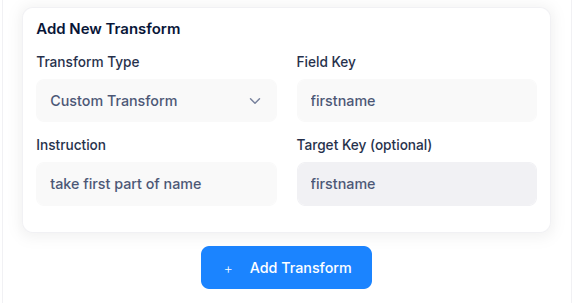 Add New Transform
Transform Type
Field Key
Custom Transform
firstname
Instruction
Target Key (optional)
take first part of name
firstname
+ Add Transform